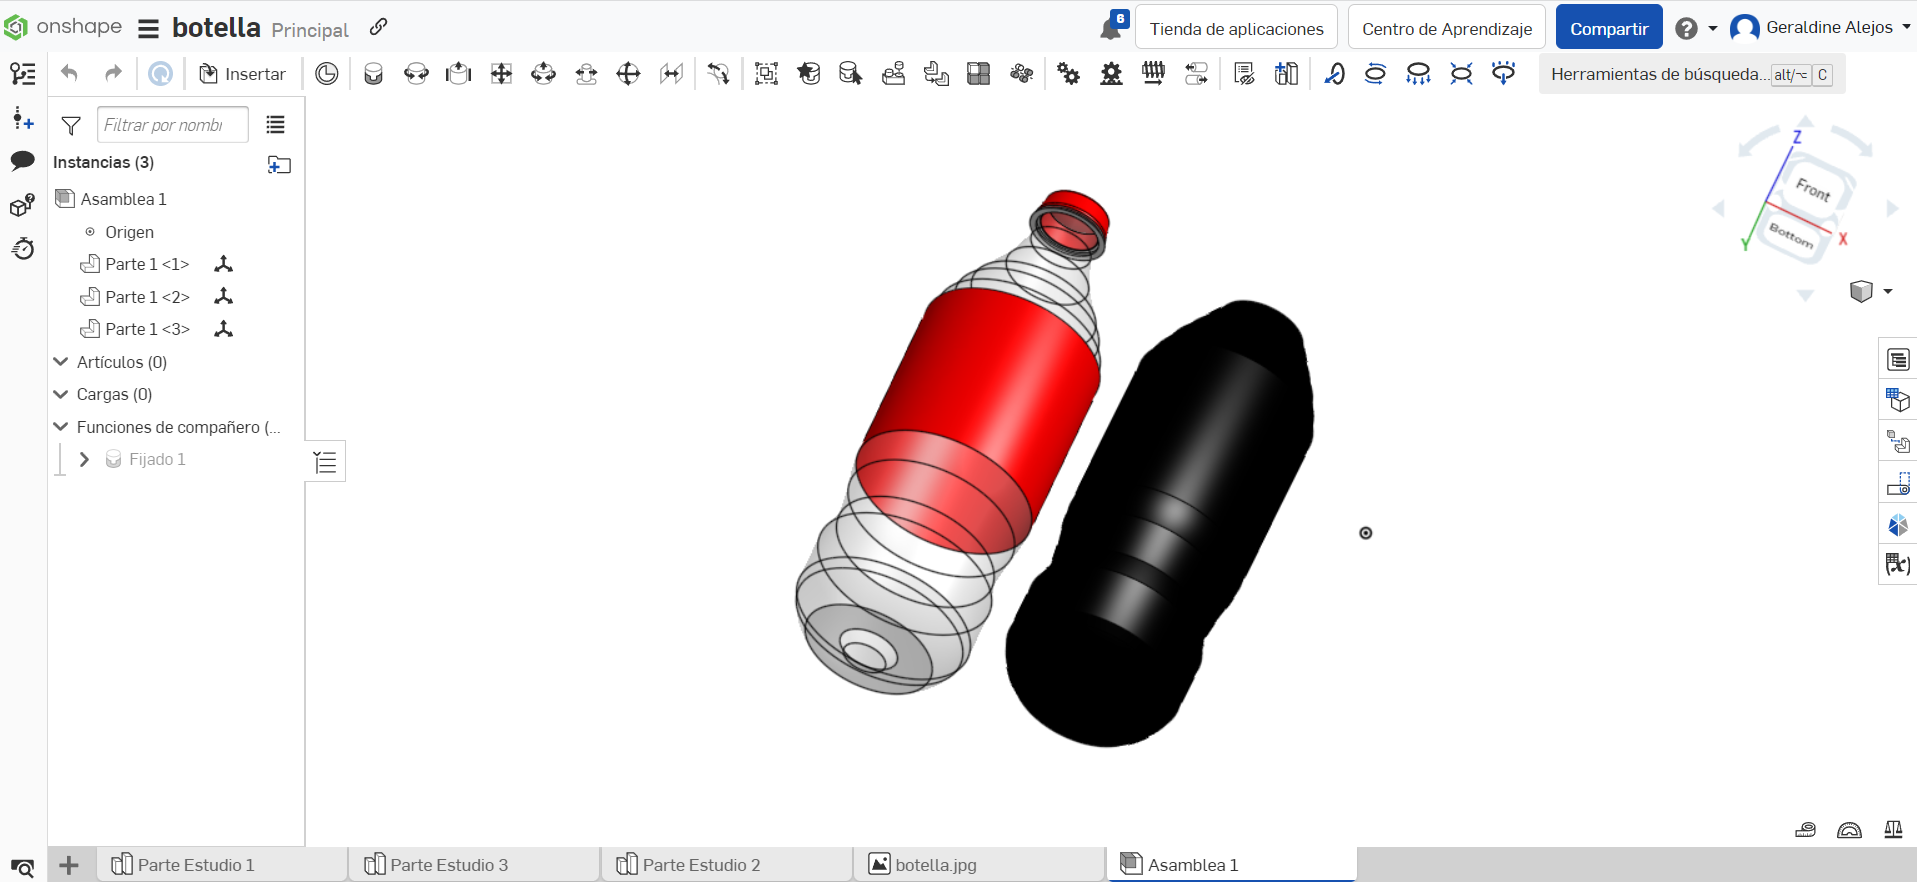 onshape botella Principal 6 Tienda de aplicaciones Centro de Aprendizaje Compartir Geraldine Alejos
Insertar Herramientas de búsqueda... alt/⌥ C
Filtrar por nombr
Instancias (3)
Asamblea 1
Origen
Parte 1 <1>
Parte 1 <2>
Parte 1 <3>
Artículos (0)
Cargas (0)
Funciones de compañero (...
Fijado 1
Z
Front
Bottom
X
Y
Parte Estudio 1 Parte Estudio 3 Parte Estudio 2 botella.jpg Asamblea 1